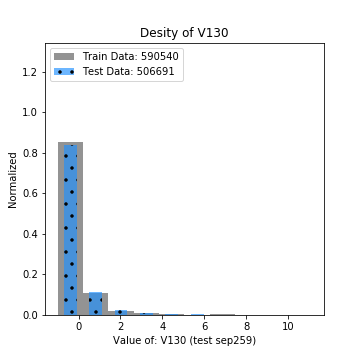 Desity of V130
Train Data: 590540
Test Data: 506691
Normalized
1.2
1.0
0.8
0.6
0.4
0.2
0.0
0 2 4 6 8 10
Value of: V130 (test sep259)